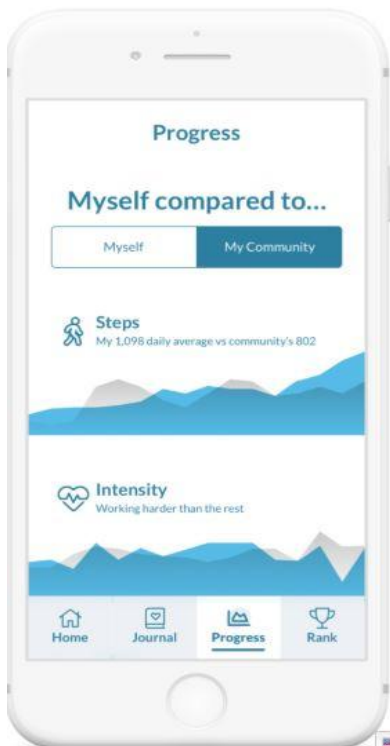 Progress
Myself compared to...
Myself
My Community
Steps
My 1,098 daily average vs community's 802
Intensity
Working harder than the rest
Home
Journal
Progress
Rank